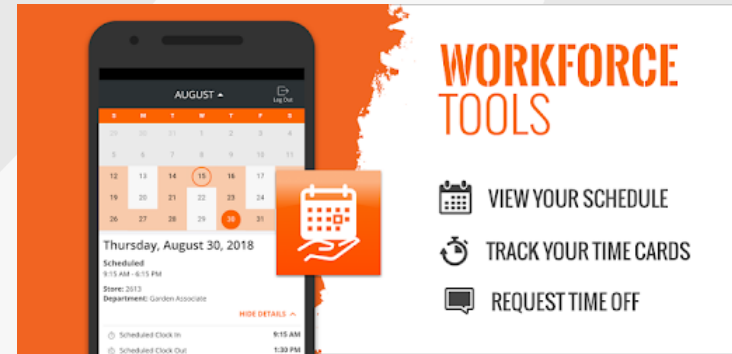 AUGUST
Log Out
S M T W T F S
29 30 31 1 2 3 4
5 6 7 8 9 10 11
12 13 14 15 16 17
19 20 21 22 23 24
26 27 28 29 30 31
Thursday, August 30, 2018
Scheduled
9:15 AM - 6:15 PM
Store: 2613
Department: Garden Associate
HIDE DETAILS
Scheduled Clock In 9:15 AM
Scheduled Clock Out 1:30 PM
WORKFORCE
TOOLS
VIEW YOUR SCHEDULE
TRACK YOUR TIME CARDS
REQUEST TIME OFF